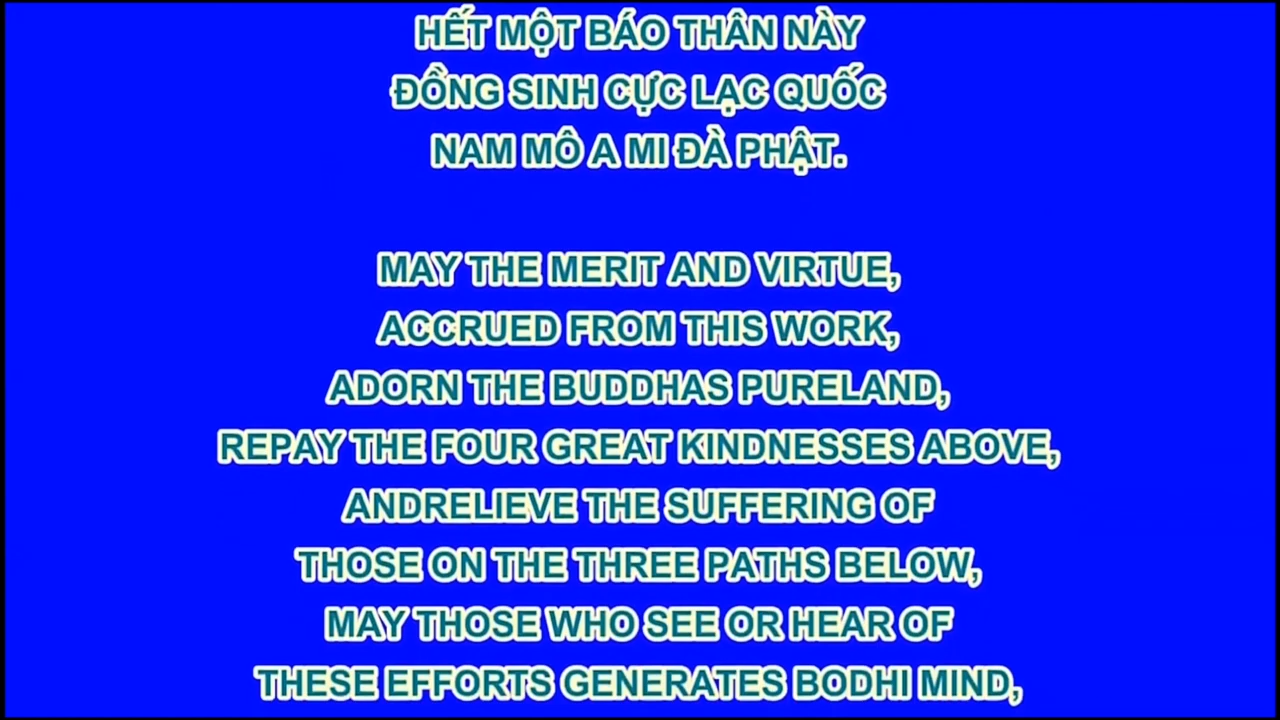 HẾT MỘT BÁO THÂN NÀY
ĐỒNG SINH CỰC LẠC QUỐC
NAM MÔ A MI ĐÀ PHẬT.
MAY THE MERIT AND VIRTUE,
ACCRUED FROM THIS WORK,
ADORN THE BUDDHAS PURELAND,
REPAY THE FOUR GREAT KINDNESSES ABOVE,
ANDRELIEVE THE SUFFERING OF
THOSE ON THE THREE PATHS BELOW,
MAY THOSE WHO SEE OR HEAR OF
THESE EFFORTS GENERATES BODHI MIND,